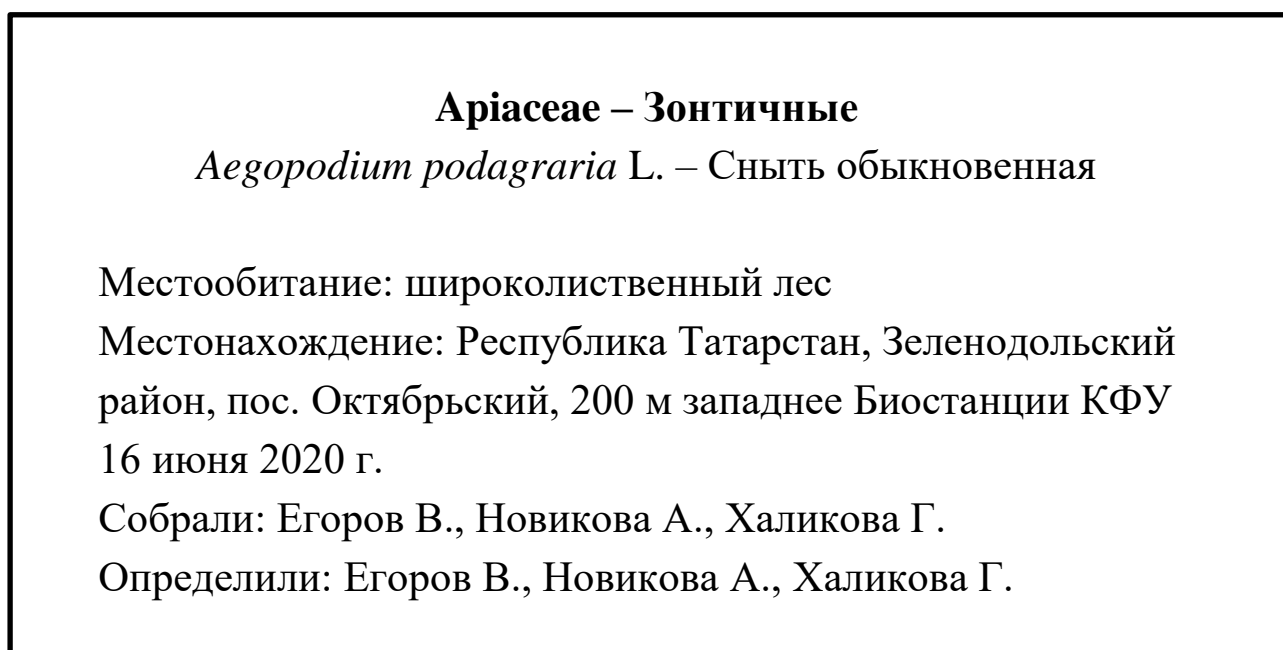 Apiaceae – Зонтичные
Aegopodium podagraria L. – Сныть обыкновенная
Местообитание: широколиственный лес
Местонахождение: Республика Татарстан, Зеленодольский
район, пос. Октябрьский, 200 м западнее Биостанции КФУ
16 июня 2020 г.
Собрали: Егоров В., Новикова А., Халикова Г.
Определили: Егоров В., Новикова А., Халикова Г.